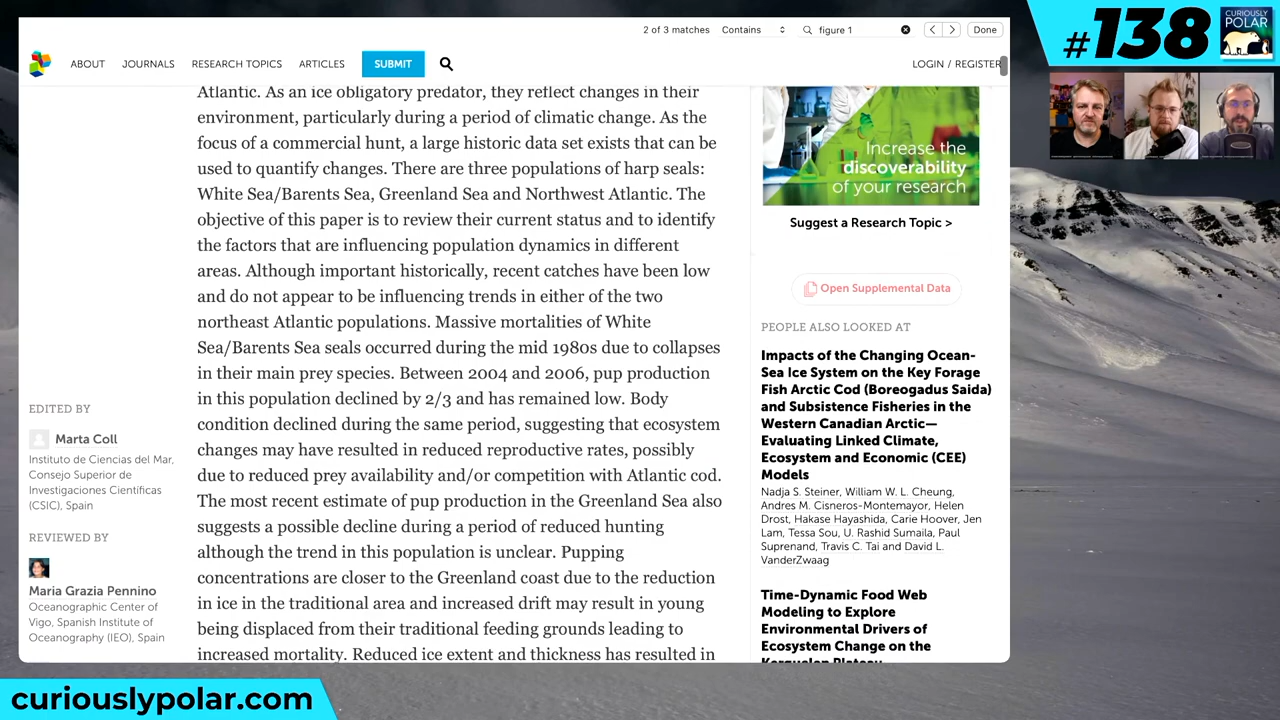 #138
CURIOUSLY
POLAR
2 of 3 matches Contains figure 1 Done
ABOUT JOURNALS RESEARCH TOPICS ARTICLES SUBMIT LOGIN / REGISTER
Atlantic. As an ice obligatory predator, they reflect changes in their
environment, particularly during a period of climatic change. As the
focus of a commercial hunt, a large historic data set exists that can be
used to quantify changes. There are three populations of harp seals:
White Sea/Barents Sea, Greenland Sea and Northwest Atlantic. The
objective of this paper is to review their current status and to identify
the factors that are influencing population dynamics in different
areas. Although important historically, recent catches have been low
and do not appear to be influencing trends in either of the two
northeast Atlantic populations. Massive mortalities of White
Sea/Barents Sea seals occurred during the mid 1980s due to collapses
in their main prey species. Between 2004 and 2006, pup production
in this population declined by 2/3 and has remained low. Body
condition declined during the same period, suggesting that ecosystem
changes may have resulted in reduced reproductive rates, possibly
due to reduced prey availability and/or competition with Atlantic cod.
The most recent estimate of pup production in the Greenland Sea also
suggests a possible decline during a period of reduced hunting
although the trend in this population is unclear. Pupping
concentrations are closer to the Greenland coast due to the reduction
in ice in the traditional area and increased drift may result in young
being displaced from their traditional feeding grounds leading to
increased mortality. Reduced ice extent and thickness has resulted in
EDITED BY
Marta Coll
Instituto de Ciencias del Mar,
Consejo Superior de
Investigaciones Científicas
(CSIC), Spain
REVIEWED BY
Maria Grazia Pennino
Oceanographic Center of
Vigo, Spanish Institute of
Oceanography (IEO), Spain
Increase the
discoverability
of your research
Suggest a Research Topic >
Open Supplemental Data
PEOPLE ALSO LOOKED AT
Impacts of the Changing Ocean-
Sea Ice System on the Key Forage
Fish Arctic Cod (Boreogadus Saida)
and Subsistence Fisheries in the
Western Canadian Arctic—
Evaluating Linked Climate,
Ecosystem and Economic (CEE)
Models
Nadja S. Steiner, William W. L. Cheung,
Andres M. Cisneros-Montemayor, Helen
Drost, Hakase Hayashida, Carie Hoover, Jen
Lam, Tessa Sou, U. Rashid Sumaila, Paul
Suprenand, Travis C. Tai and David L.
VanderZwaag
Time-Dynamic Food Web
Modeling to Explore
Environmental Drivers of
Ecosystem Change on the
Kerguelen Plateau
curiouslypolar.com